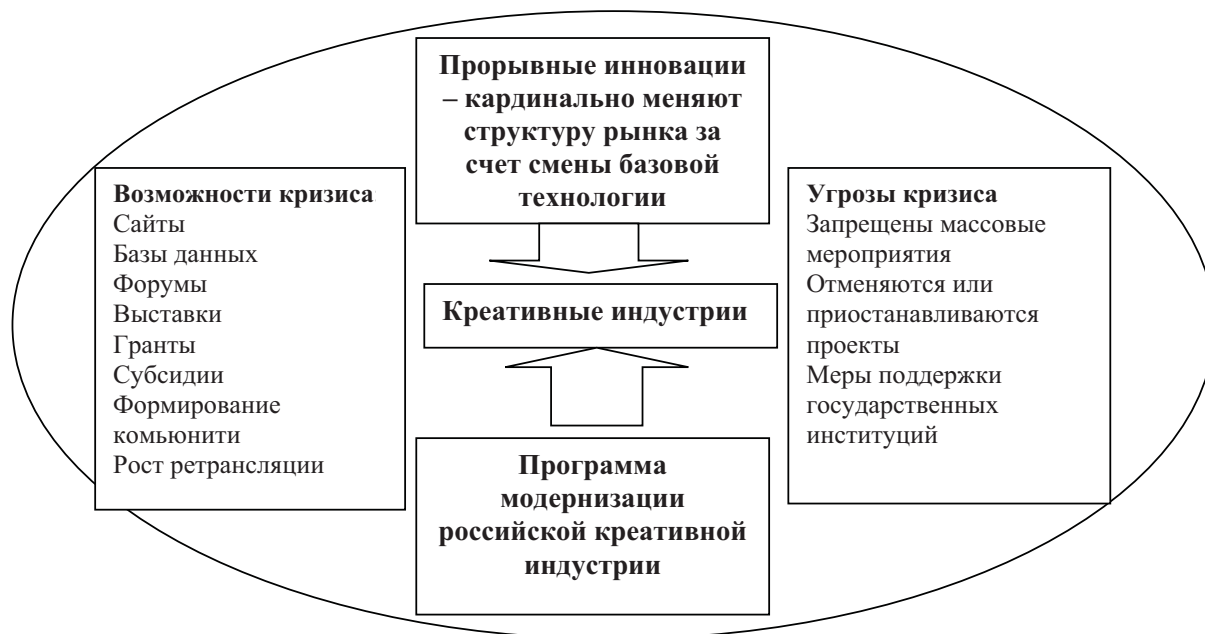 Прорывные инновации
– кардинально меняют
структуру рынка за
счет смены базовой
технологии
Возможности кризиса
Сайты
Базы данных
Форумы
Выставки
Гранты
Субсидии
Формирование
комьюнити
Рост ретрансляции
Креативные индустрии
Угрозы кризиса
Запрещены массовые
мероприятия
Отменяются или
приостанавливаются
проекты
Меры поддержки
государственных
институций
Программа
модернизации
российской креативной
индустрии